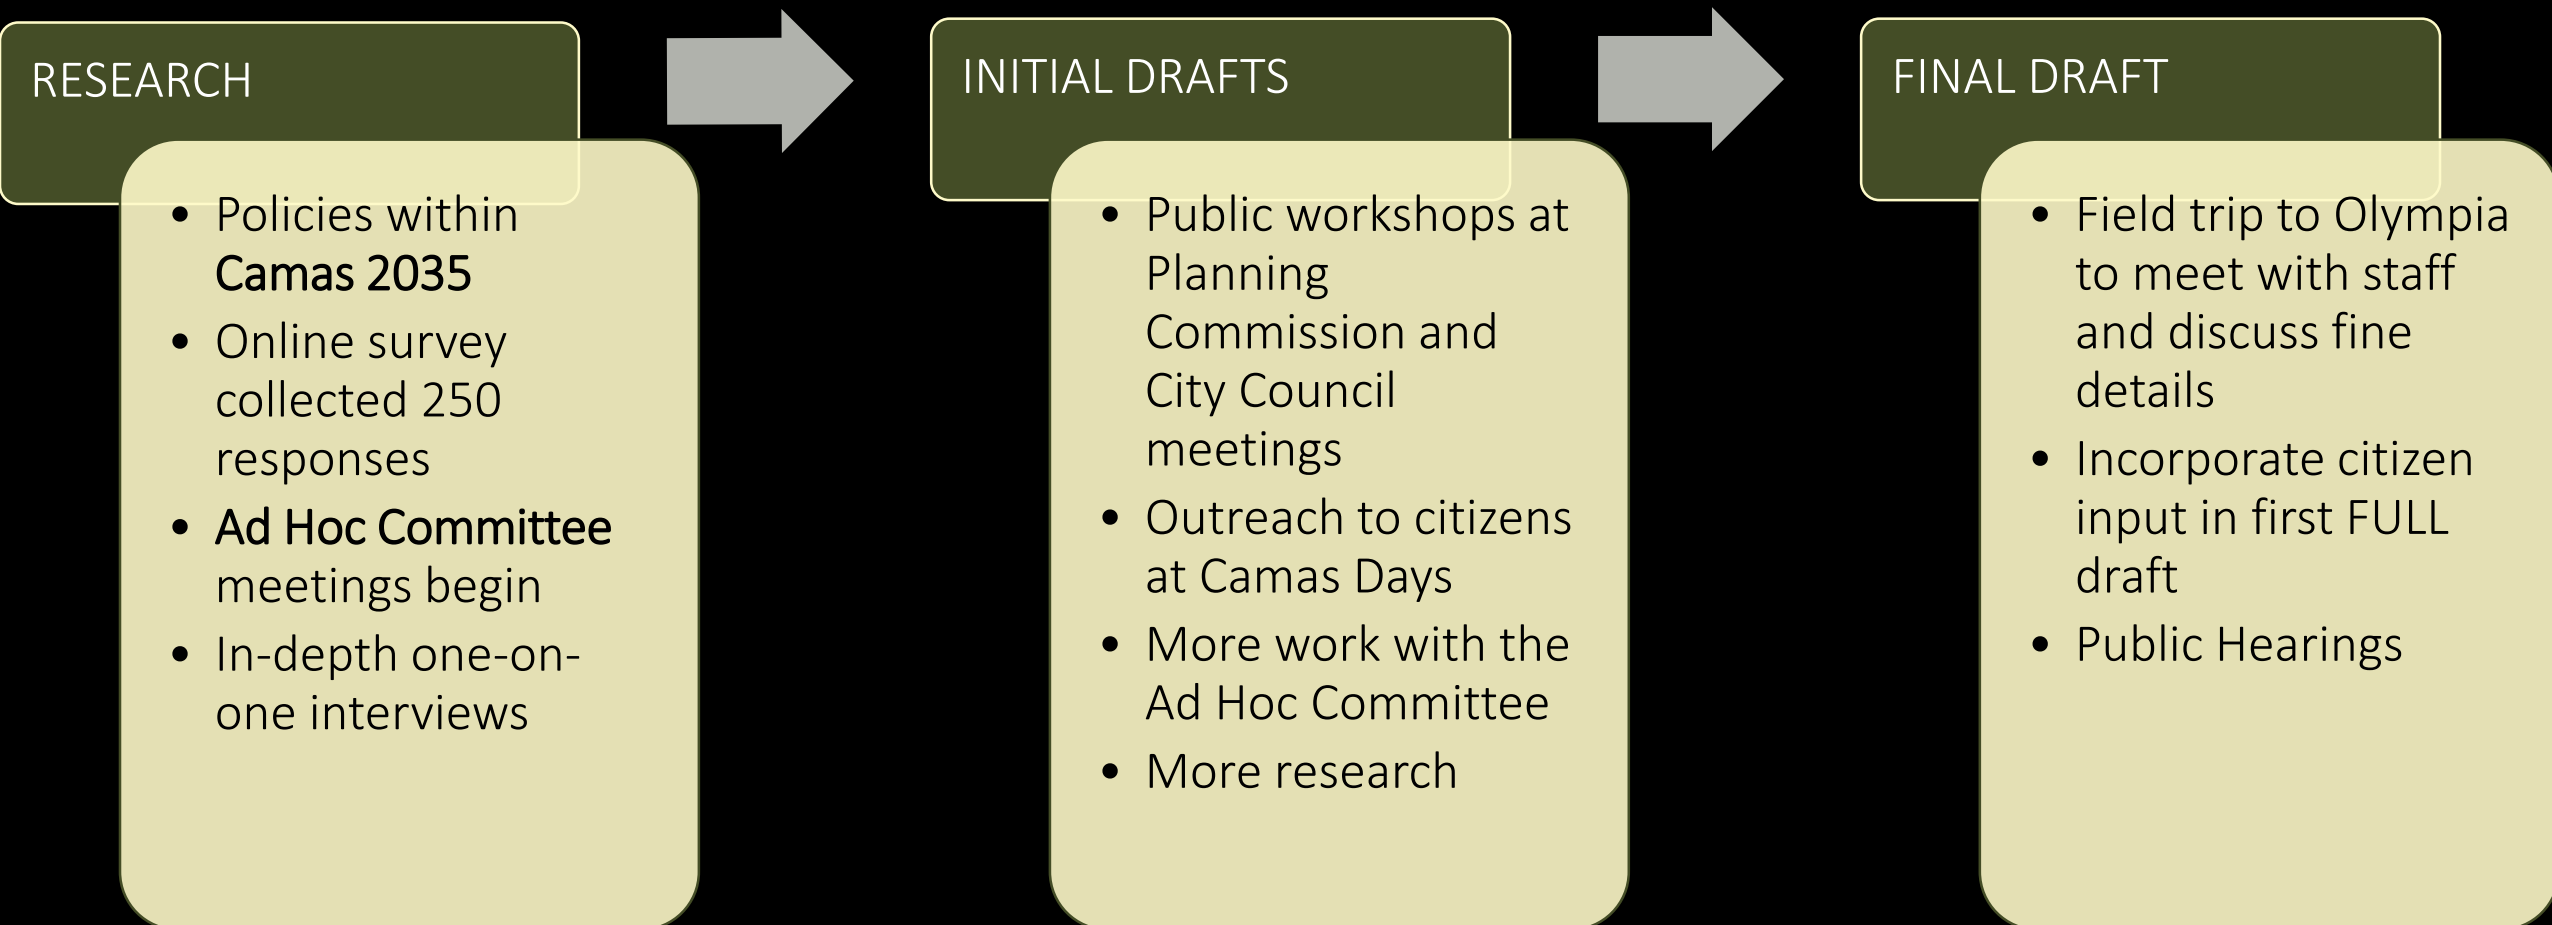 RESEARCH
• Policies within
Camas 2035
• Online survey
collected 250
responses
• Ad Hoc Committee
meetings begin
• In-depth one-on-
one interviews
INITIAL DRAFTS
• Public workshops at
Planning
Commission and
City Council
meetings
• Outreach to citizens
at Camas Days
• More work with the
Ad Hoc Committee
• More research
FINAL DRAFT
• Field trip to Olympia
to meet with staff
and discuss fine
details
• Incorporate citizen
input in first FULL
draft
• Public Hearings